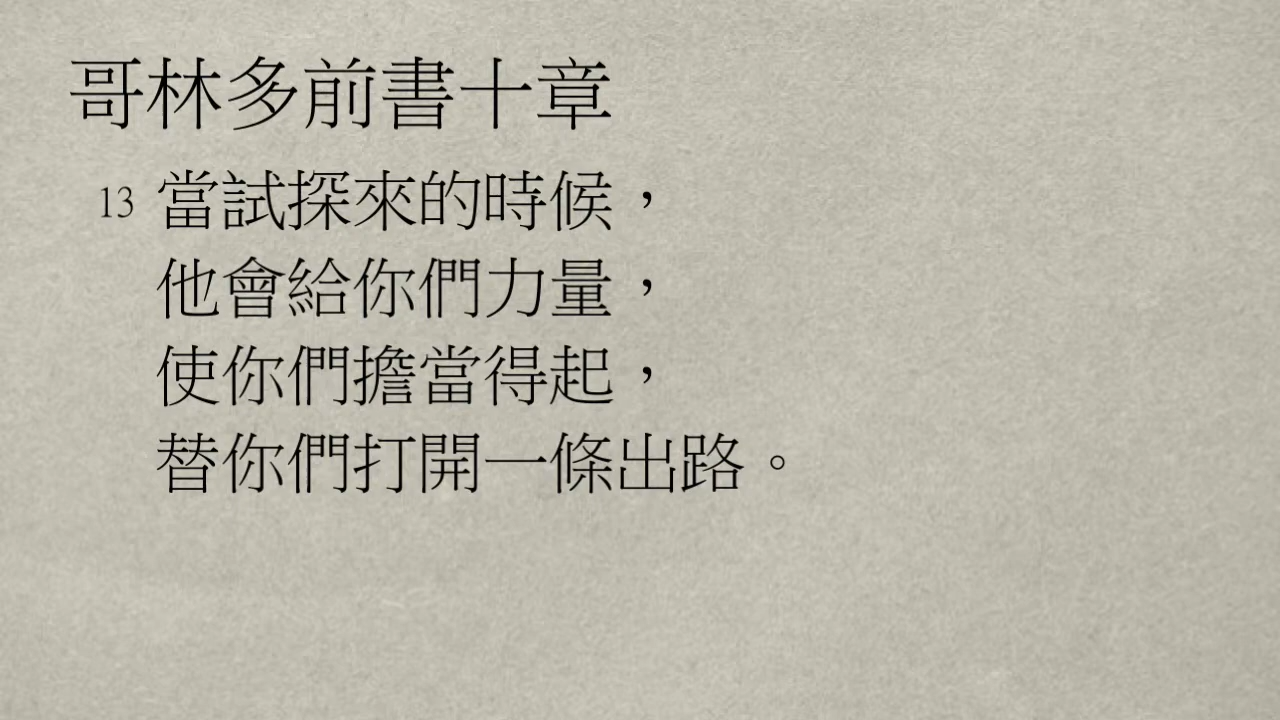 哥林多前書十章
13 當試探來的時候，
他會給你們力量，
使你們擔當得起，
替你們打開一條出路。